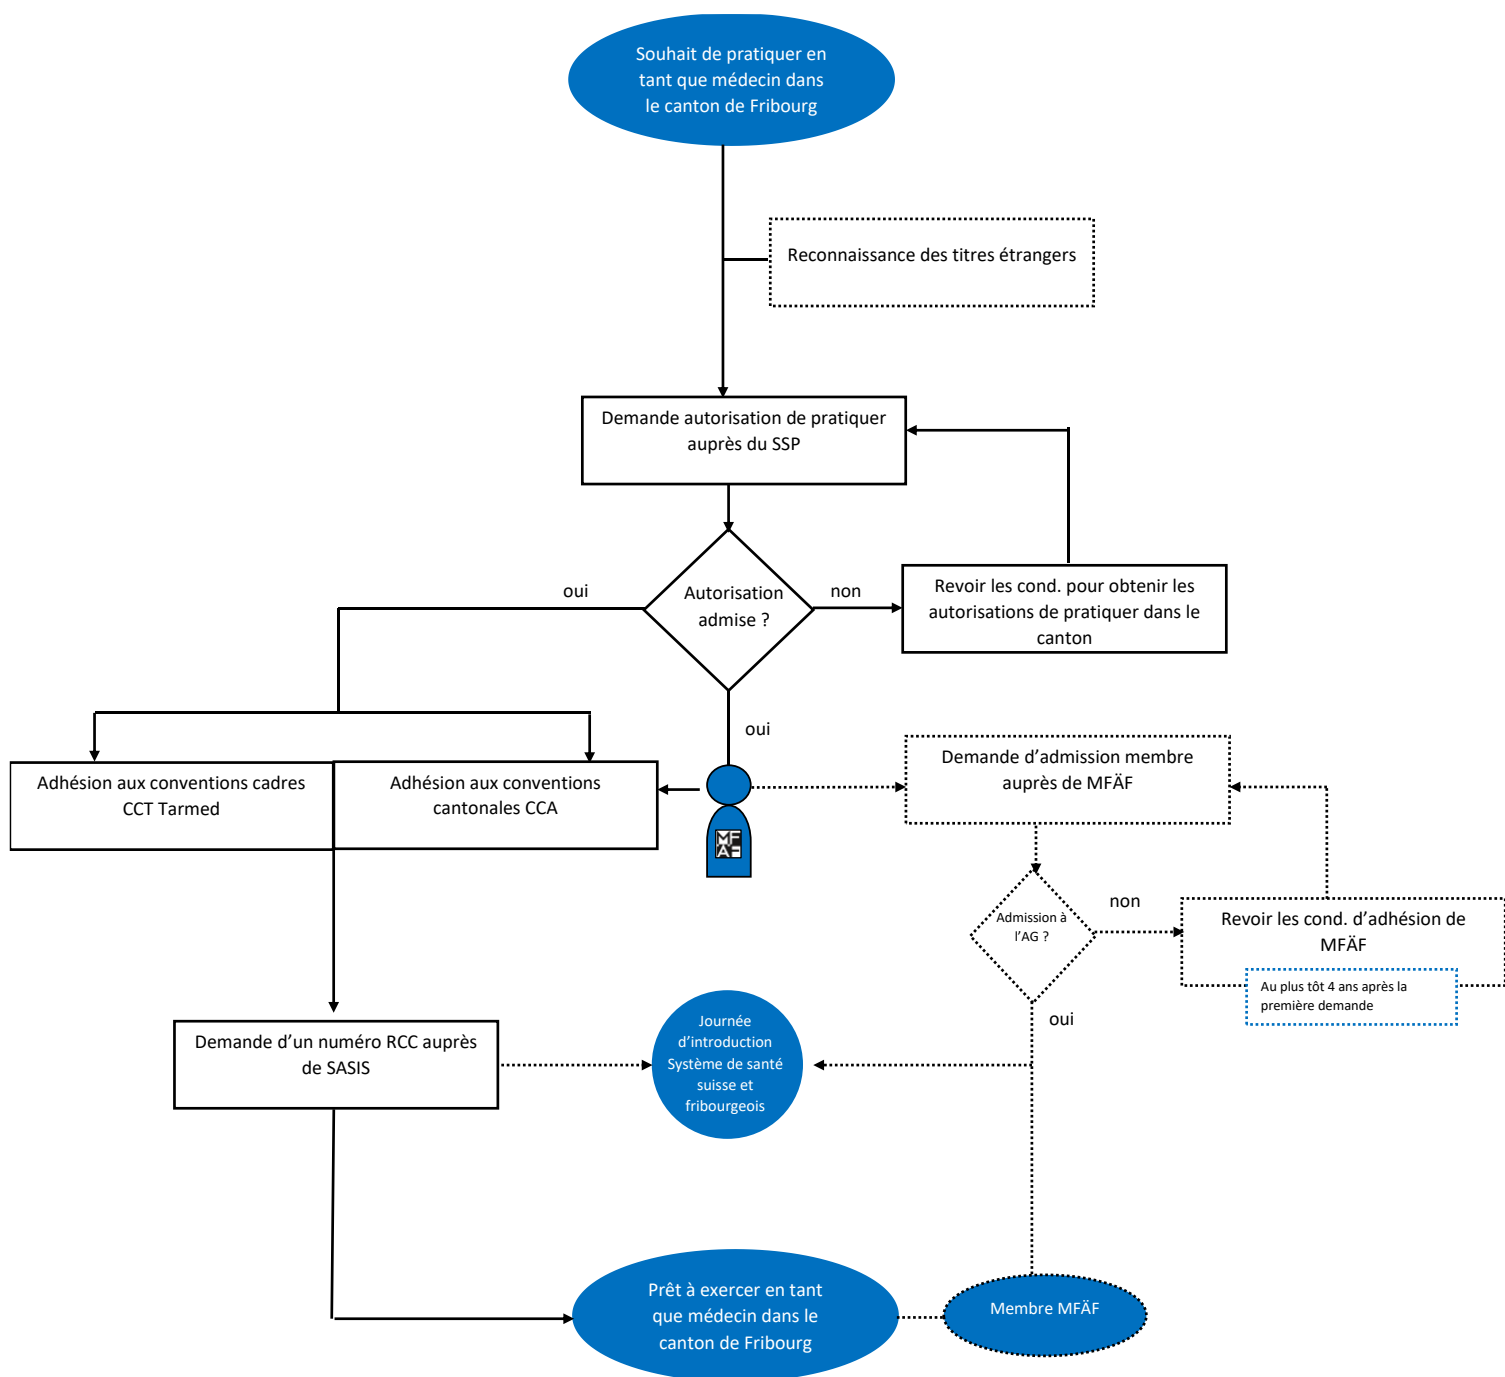 Souhait de pratiquer en
tant que médecin dans
le canton de Fribourg
Reconnaissance des titres étrangers
Demande autorisation de pratiquer
auprès du SSP
oui
Autorisation
admise ?
non
Revoir les cond. pour obtenir les
autorisations de pratiquer dans le
canton
oui
Adhésion aux conventions cadres
CCT Tarmed
Adhésion aux conventions
cantonales CCA
MF
ÄF
Demande d’admission membre
auprès de MFÄF
Admission à
l’AG ?
non
Revoir les cond. d’adhésion de
MFÄF
Au plus tôt 4 ans après la
première demande
oui
Demande d’un numéro RCC auprès
de SASIS
Journée
d’introduction
Système de santé
suisse et
fribourgeois
Prêt à exercer en tant
que médecin dans le
canton de Fribourg
Membre MFÄF